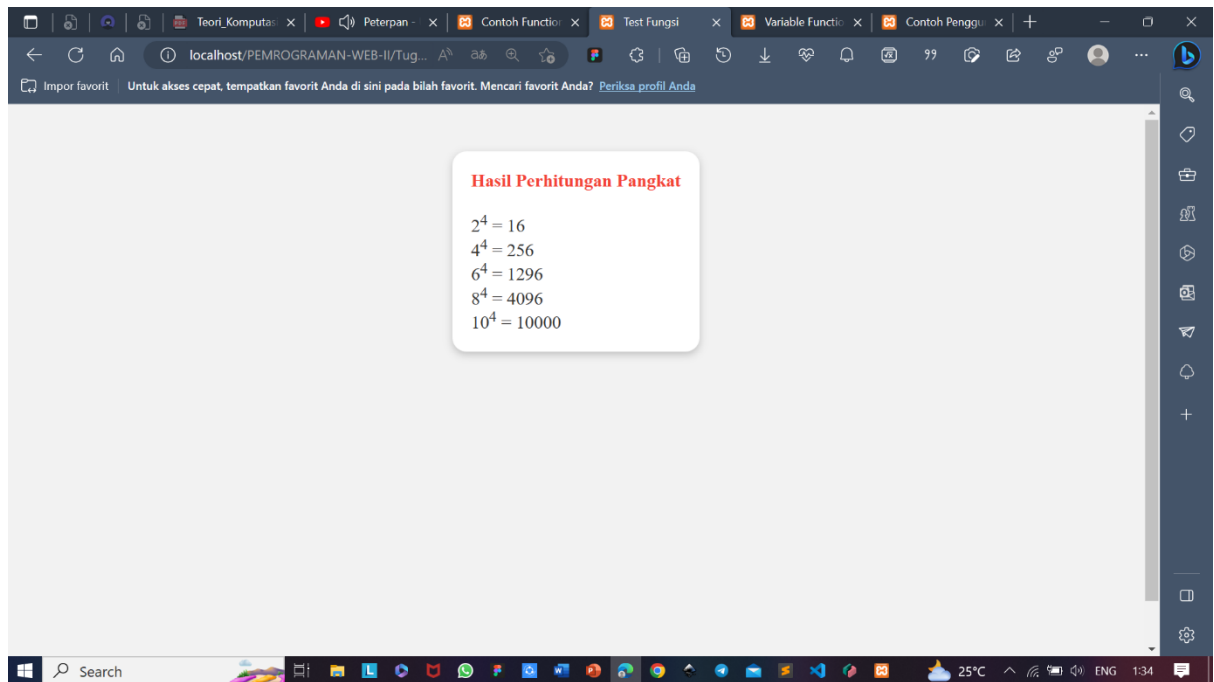 Teori_Komputas
Peterpan -
Contoh Function
Test Fungsi
Variable Functio
Contoh Penggu
localhost/PEMROGRAMAN-WEB-II/Tug...
Impor favorit
Untuk akses cepat, tempatkan favorit Anda di sini pada bilah favorit. Mencari favorit Anda? Periksa profil Anda
Hasil Perhitungan Pangkat
2⁴ = 16
4⁴ = 256
6⁴ = 1296
8⁴ = 4096
10⁴ = 10000
Search
25°C
ENG
1:34